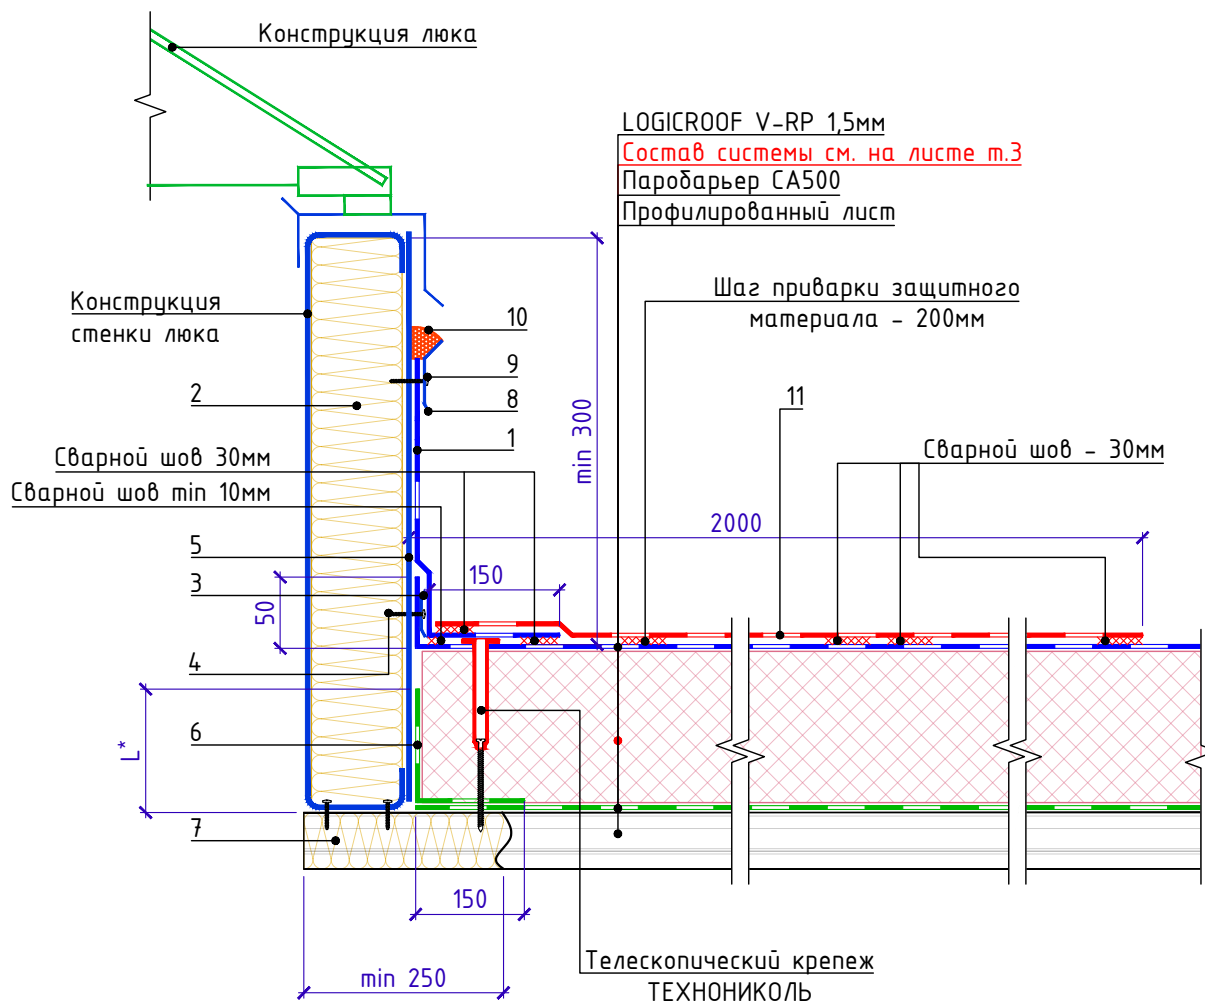 Конструкция люка
LOGICROOF V-RP 1,5мм
Состав системы см. на листе т.3
Паробарьер СА500
Профилированный лист
Конструкция
стенки люка
Шаг приварки защитного
материала - 200мм
10
9
8
2
1
11
min 300
Сварной шов 30мм
Сварной шов - 30мм
Сварной шов min 10мм
2000
5
3
150
50
4
6
L*
7
150
min 250
Телескопический крепеж
ТЕХНОНИКОЛЬ